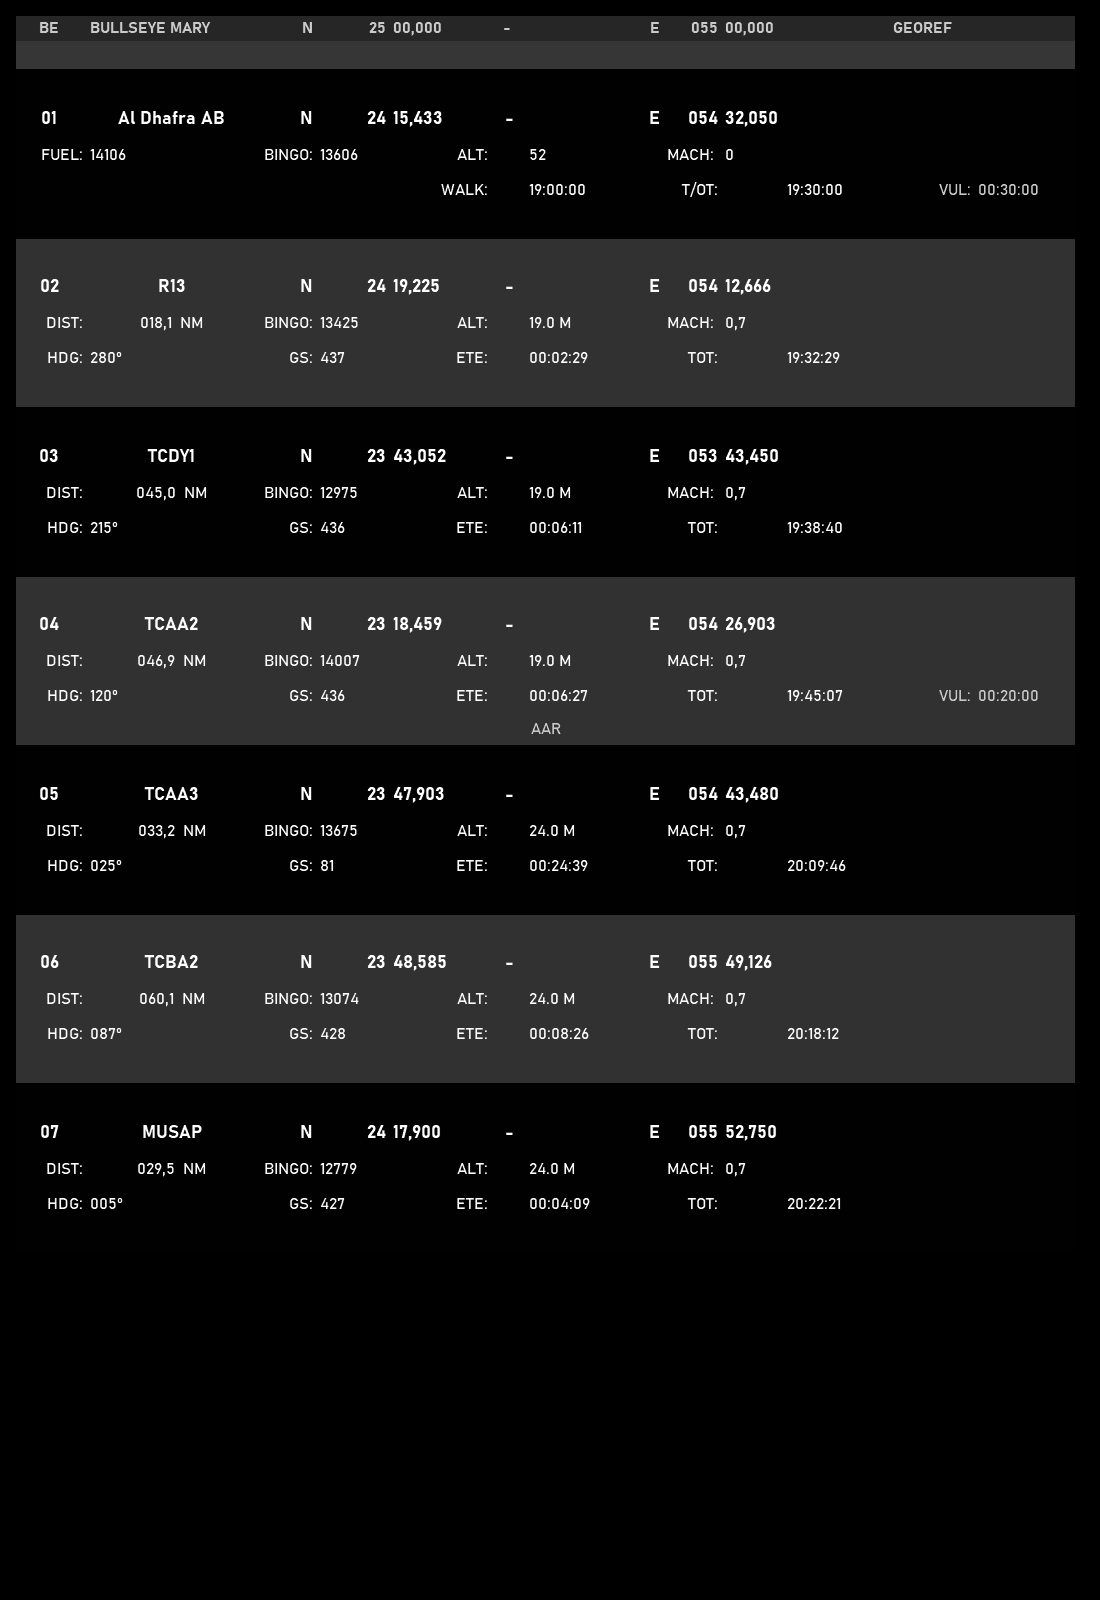 BE BULLSEYE MARY N 25 00,000 - E 055 00,000 GEOREF
01 Al Dhafra AB N 24 15,433 - E 054 32,050
FUEL: 14106 BINGO: 13606 ALT: 52 MACH: 0
WALK: 19:00:00 T/OT: 19:30:00 VUL: 00:30:00
02 R13 N 24 19,225 - E 054 12,666
DIST: 018,1 NM BINGO: 13425 ALT: 19.0 M MACH: 0,7
HDG: 280° GS: 437 ETE: 00:02:29 TOT: 19:32:29
03 TCDY1 N 23 43,052 - E 053 43,450
DIST: 045,0 NM BINGO: 12975 ALT: 19.0 M MACH: 0,7
HDG: 215° GS: 436 ETE: 00:06:11 TOT: 19:38:40
04 TCAA2 N 23 18,459 - E 054 26,903
DIST: 046,9 NM BINGO: 14007 ALT: 19.0 M MACH: 0,7
HDG: 120° GS: 436 ETE: 00:06:27 TOT: 19:45:07 VUL: 00:20:00
AAR
05 TCAA3 N 23 47,903 - E 054 43,480
DIST: 033,2 NM BINGO: 13675 ALT: 24.0 M MACH: 0,7
HDG: 025° GS: 81 ETE: 00:24:39 TOT: 20:09:46
06 TCBA2 N 23 48,585 - E 055 49,126
DIST: 060,1 NM BINGO: 13074 ALT: 24.0 M MACH: 0,7
HDG: 087° GS: 428 ETE: 00:08:26 TOT: 20:18:12
07 MUSAP N 24 17,900 - E 055 52,750
DIST: 029,5 NM BINGO: 12779 ALT: 24.0 M MACH: 0,7
HDG: 005° GS: 427 ETE: 00:04:09 TOT: 20:22:21